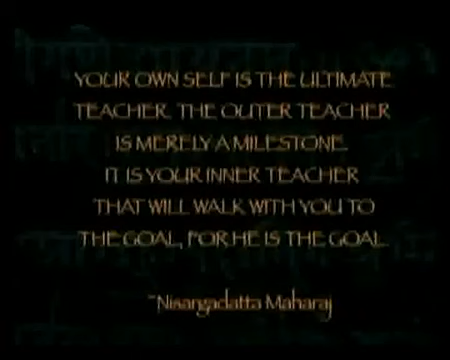 YOUR OWN SELF IS THE ULTIMATE
TEACHER. THE OUTER TEACHER
IS MERELY A MILESTONE.
IT IS YOUR INNER TEACHER
THAT WILL WALK WITH YOU TO
THE GOAL, FOR HE IS THE GOAL.
~Nisargadatta Maharaj